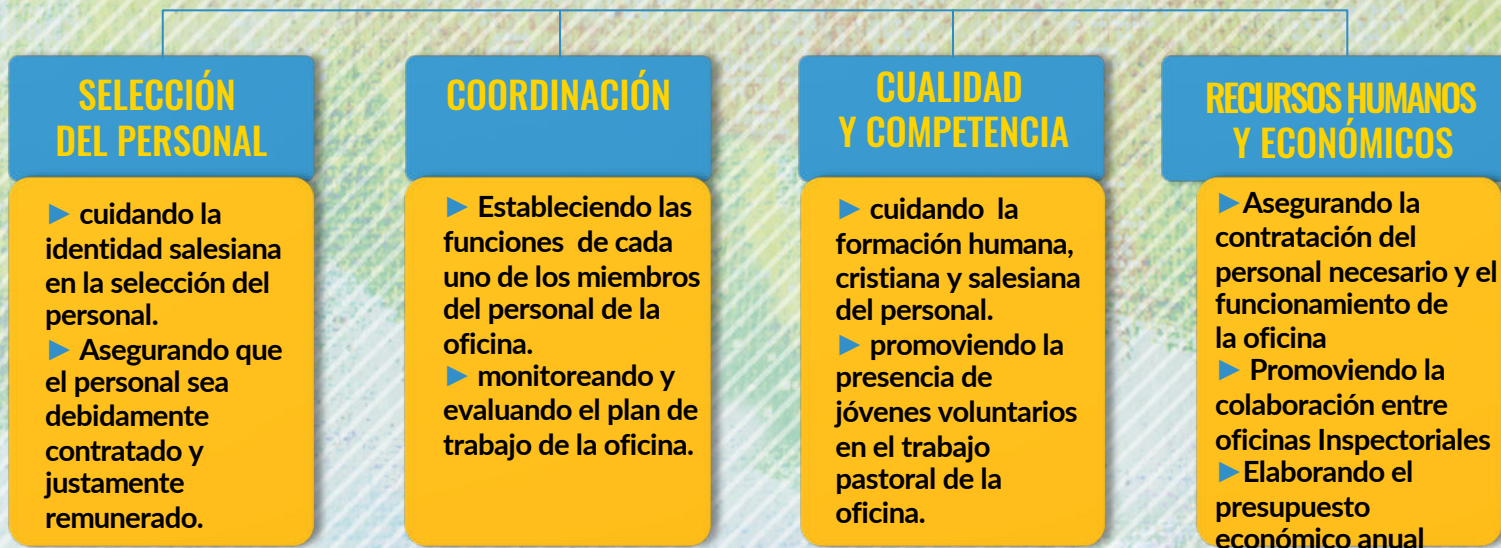 SELECCIÓN
DEL PERSONAL
► cuidando la
identidad salesiana
en la selección del
personal.
► Asegurando que
el personal sea
debidamente
contratado y
justamente
remunerado.
COORDINACIÓN
► Estableciendo las
funciones de cada
uno de los miembros
del personal de la
oficina.
► monitoreando y
evaluando el plan de
trabajo de la oficina.
CUALIDAD
Y COMPETENCIA
► cuidando la
formación humana,
cristiana y salesiana
del personal.
► promoviendo la
presencia de
jóvenes voluntarios
en el trabajo
pastoral de la
oficina.
RECURSOS HUMANOS
Y ECONÓMICOS
►Asegurando la
contratación del
personal necesario y el
funcionamiento de
la oficina
► Promoviendo la
colaboración entre
oficinas Inspectoriales
►Elaborando el
presupuesto
económico anual